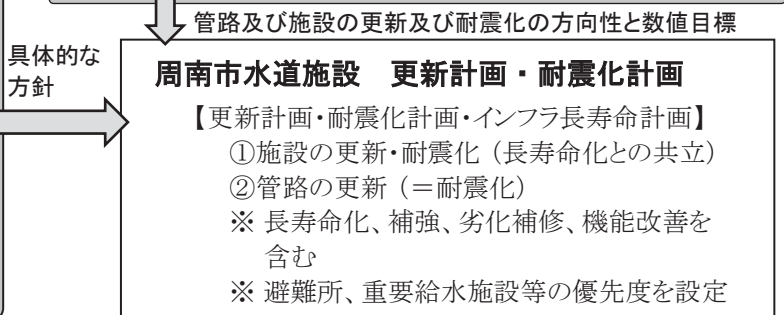 管路及び施設の更新及び耐震化の方向性と数値目標
具体的な
方針
周南市水道施設　更新計画・耐震化計画
【更新計画・耐震化計画・インフラ長寿命計画】
①施設の更新・耐震化（長寿命化との共立）
②管路の更新（＝耐震化）
※ 長寿命化、補強、劣化補修、機能改善を
含む
※ 避難所、重要給水施設等の優先度を設定